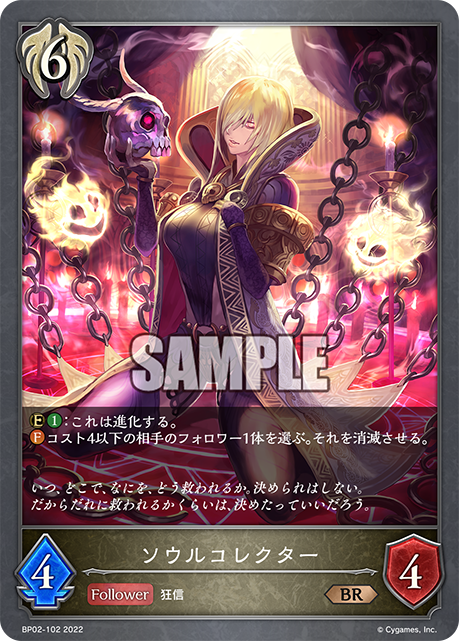 6
SAMPLE
E 1:これは進化する。
F コスト4以下の相手のフォロワー1体を選ぶ。それを消滅させる。
いつ、どこで、なにを、どう救われるか。決められはしない。
だからだれに救われるかくらいは、決めたっていいだろう。
ソウルコレクター
4
Follower 狂信
BR
4
BP02-102 2022
© Cygames, Inc.